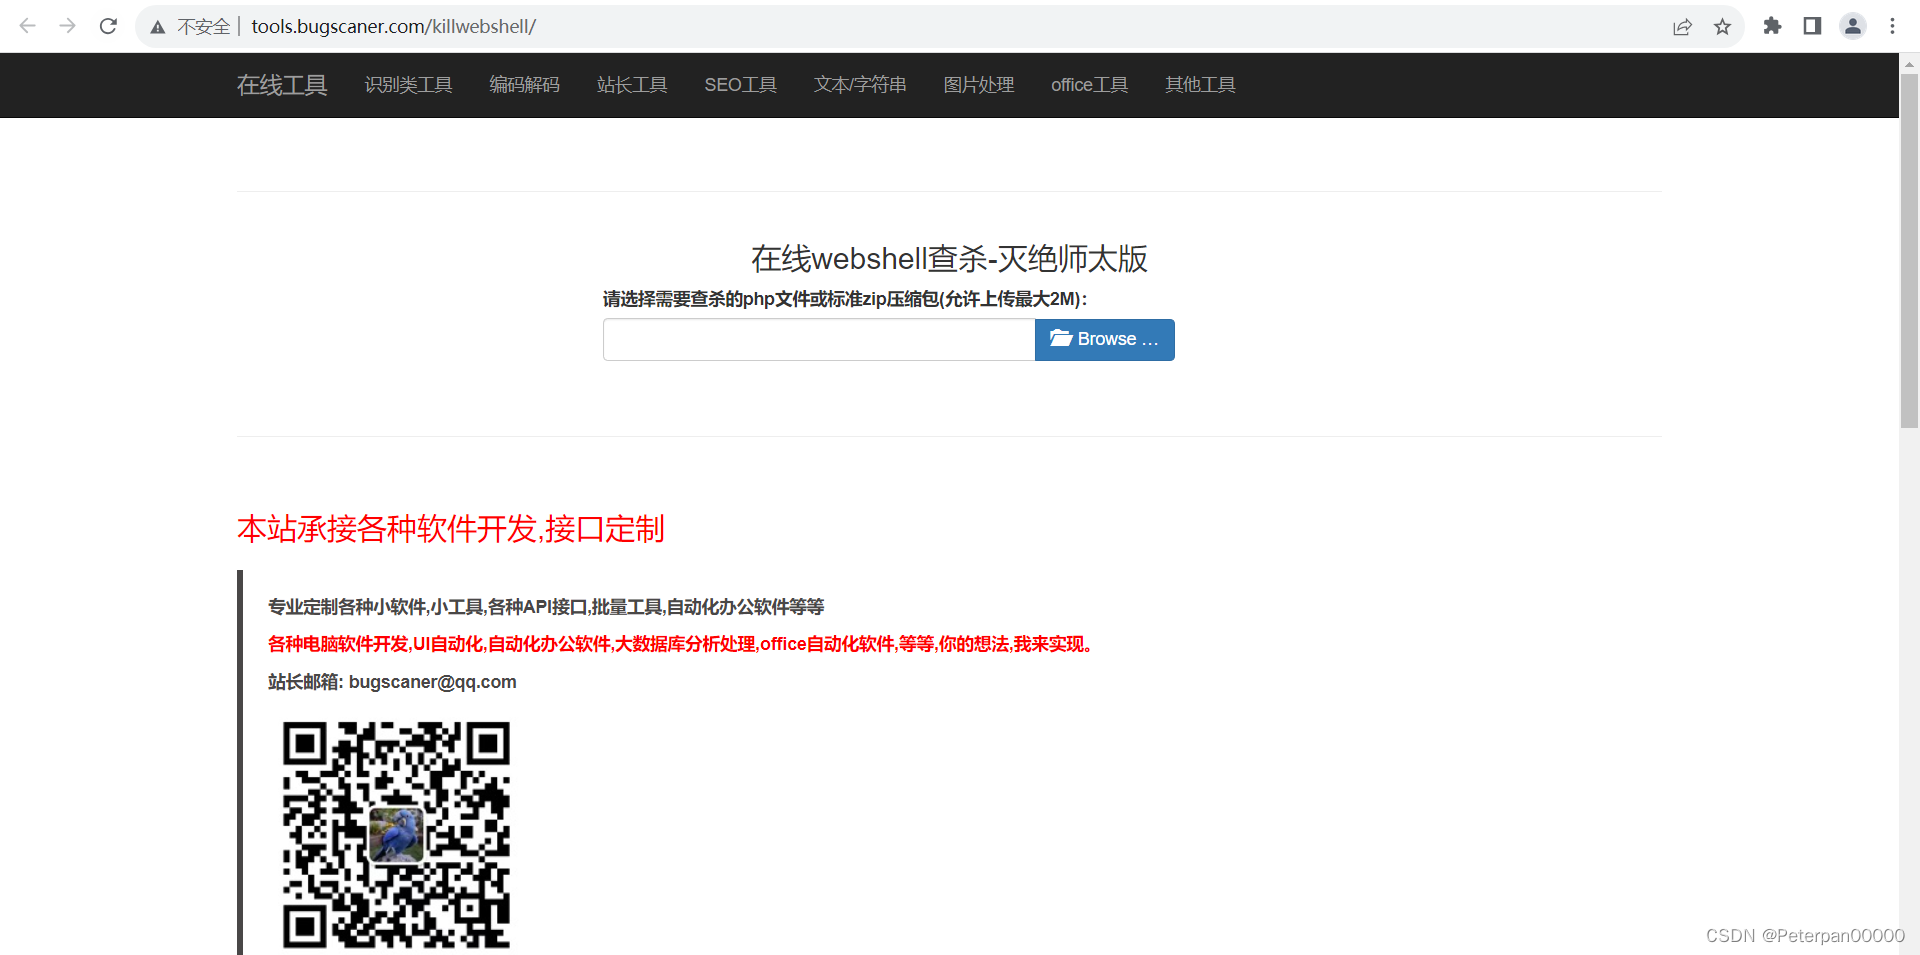 不安全 | tools.bugscaner.com/killwebshell/
在线工具 识别类工具 编码解码 站长工具 SEO工具 文本/字符串 图片处理 office工具 其他工具
在线webshell查杀-灭绝师太版
请选择需要查杀的php文件或标准zip压缩包(允许上传最大2M)：
Browse …
本站承接各种软件开发,接口定制
专业定制各种小软件,小工具,各种API接口,批量工具,自动化办公软件等等
各种电脑软件开发,UI自动化,自动化办公软件,大数据库分析处理,office自动化软件,等等,你的想法,我来实现。
站长邮箱: bugscaner@qq.com
CSDN @Peterpan00000